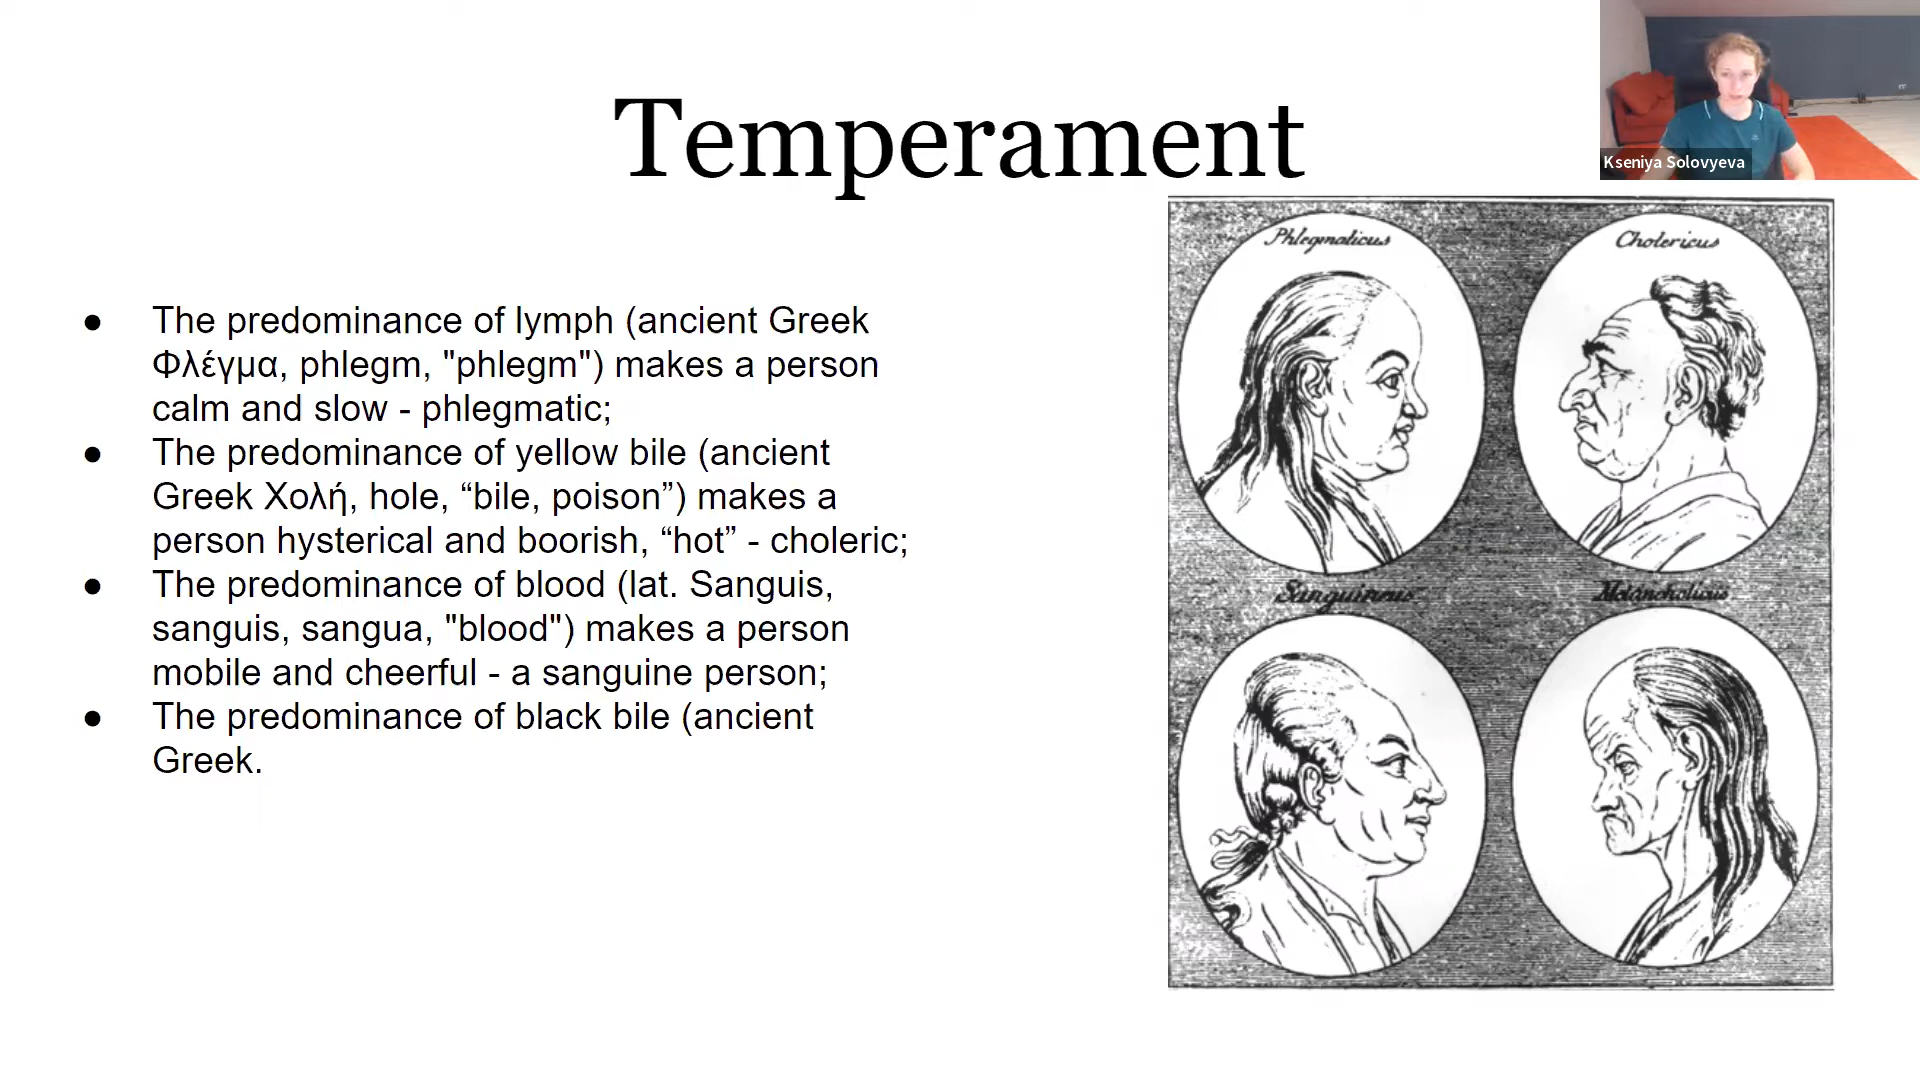 Temperament
Kseniya Solovyeva
● The predominance of lymph (ancient Greek
Φλέγμα, phlegm, "phlegm") makes a person
calm and slow - phlegmatic;
● The predominance of yellow bile (ancient
Greek Χολή, hole, “bile, poison”) makes a
person hysterical and boorish, “hot” - choleric;
● The predominance of blood (lat. Sanguis,
sanguis, sangua, "blood") makes a person
mobile and cheerful - a sanguine person;
● The predominance of black bile (ancient
Greek.
Phlegmaticus
Cholericus
Sanguineus
Melancholicus